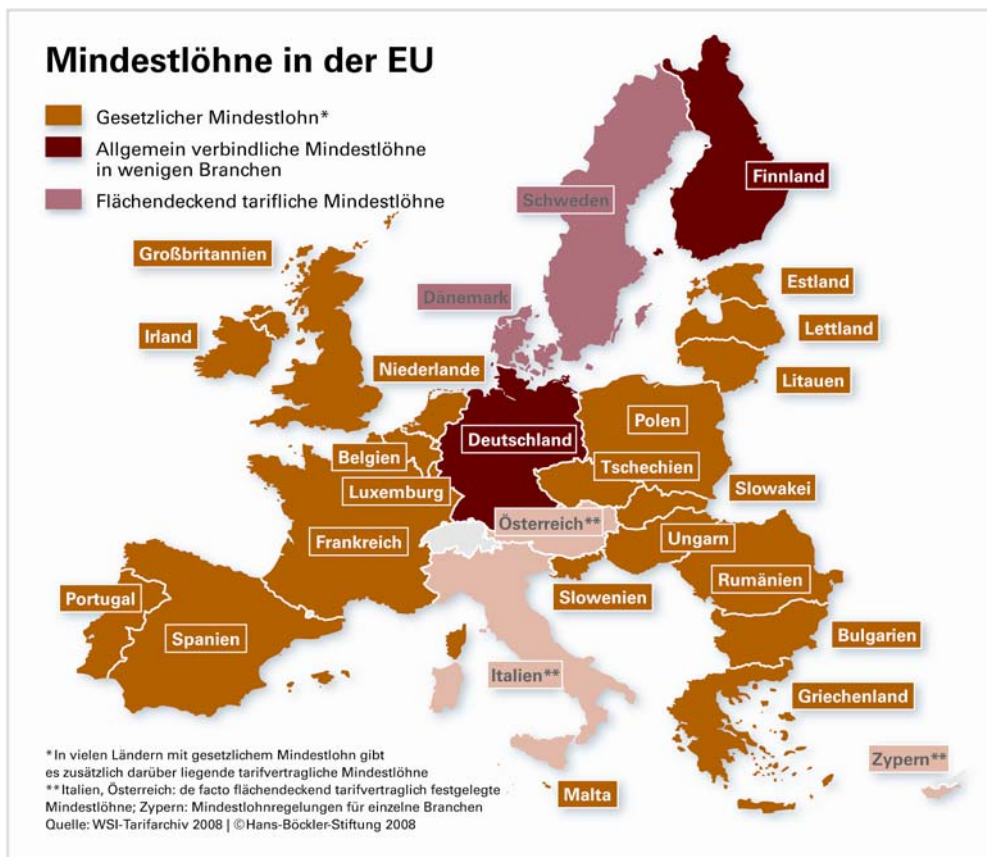 Mindestlöhne in der EU
Gesetzlicher Mindestlohn*
Allgemein verbindliche Mindestlöhne
in wenigen Branchen
Flächendeckend tarifliche Mindestlöhne
Finnland
Schweden
Großbritannien
Estland
Dänemark
Irland
Lettland
Niederlande
Litauen
Polen
Deutschland
Belgien
Tschechien
Slowakei
Luxemburg
Österreich**
Frankreich
Ungarn
Rumänien
Slowenien
Portugal
Spanien
Bulgarien
Italien**
Griechenland
Zypern**
Malta
*In vielen Ländern mit gesetzlichem Mindestlohn gibt
es zusätzlich darüber liegende tarifvertragliche Mindestlöhne
**Italien, Österreich: de facto flächendeckend tarifvertraglich festgelegte
Mindestlöhne; Zypern: Mindestlohnregelungen für einzelne Branchen
Quelle: WSI-Tarifarchiv 2008 | ©Hans-Böckler-Stiftung 2008